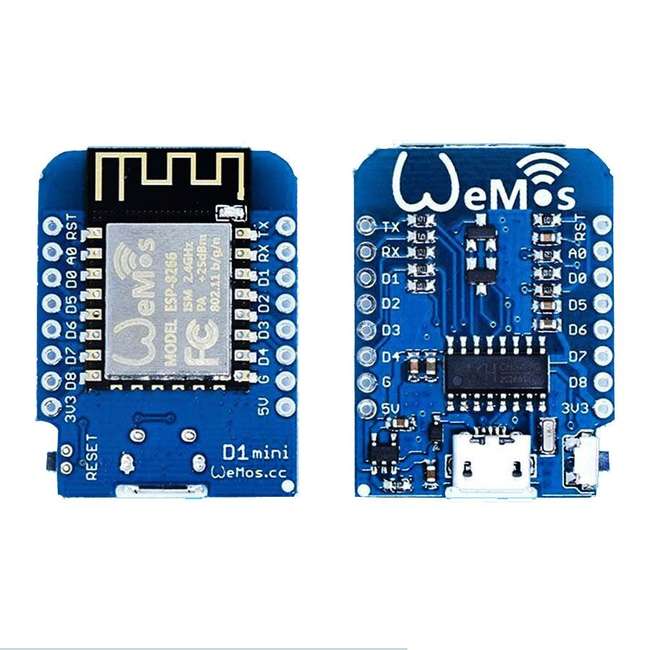 RST
A0
D0
D5
D6
D7
D8
3V3
WeMos
MODEL ESP-8266
ISM 2.4GHz
PA +25dBm
802.11 b/g/n
FC
TX
RX
D1
D2
D3
D4
G
5V
RESET
D1 mini
WeMos.cc
WeMos
TX
RX
D1
D2
D3
D4
G
5V
RST
A0
D0
D5
D6
D7
D8
3V3